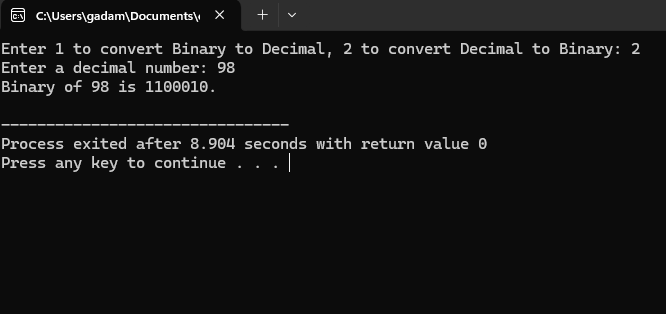 C:\Users\gadam\Documents\
Enter 1 to convert Binary to Decimal, 2 to convert Decimal to Binary: 2
Enter a decimal number: 98
Binary of 98 is 1100010.
--------------------------------
Process exited after 8.904 seconds with return value 0
Press any key to continue . . .